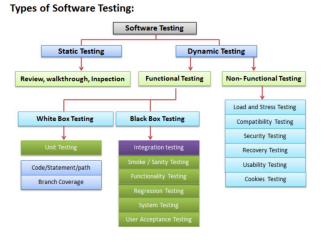 Types of Software Testing:
Software Testing
Static Testing
Dynamic Testing
Review, walkthrough, Inspection
Functional Testing
Non- Functional Testing
White Box Testing
Black Box Testing
Unit Testing
Code/Statement/path
Branch Coverage
Integration testing
Smoke / Sanity Testing
Functionality Testing
Regression Testing
System Testing
User Acceptance Testing
Load and Stress Testing
Compatibility Testing
Security Testing
Recovery Testing
Usability Testing
Cookies Testing